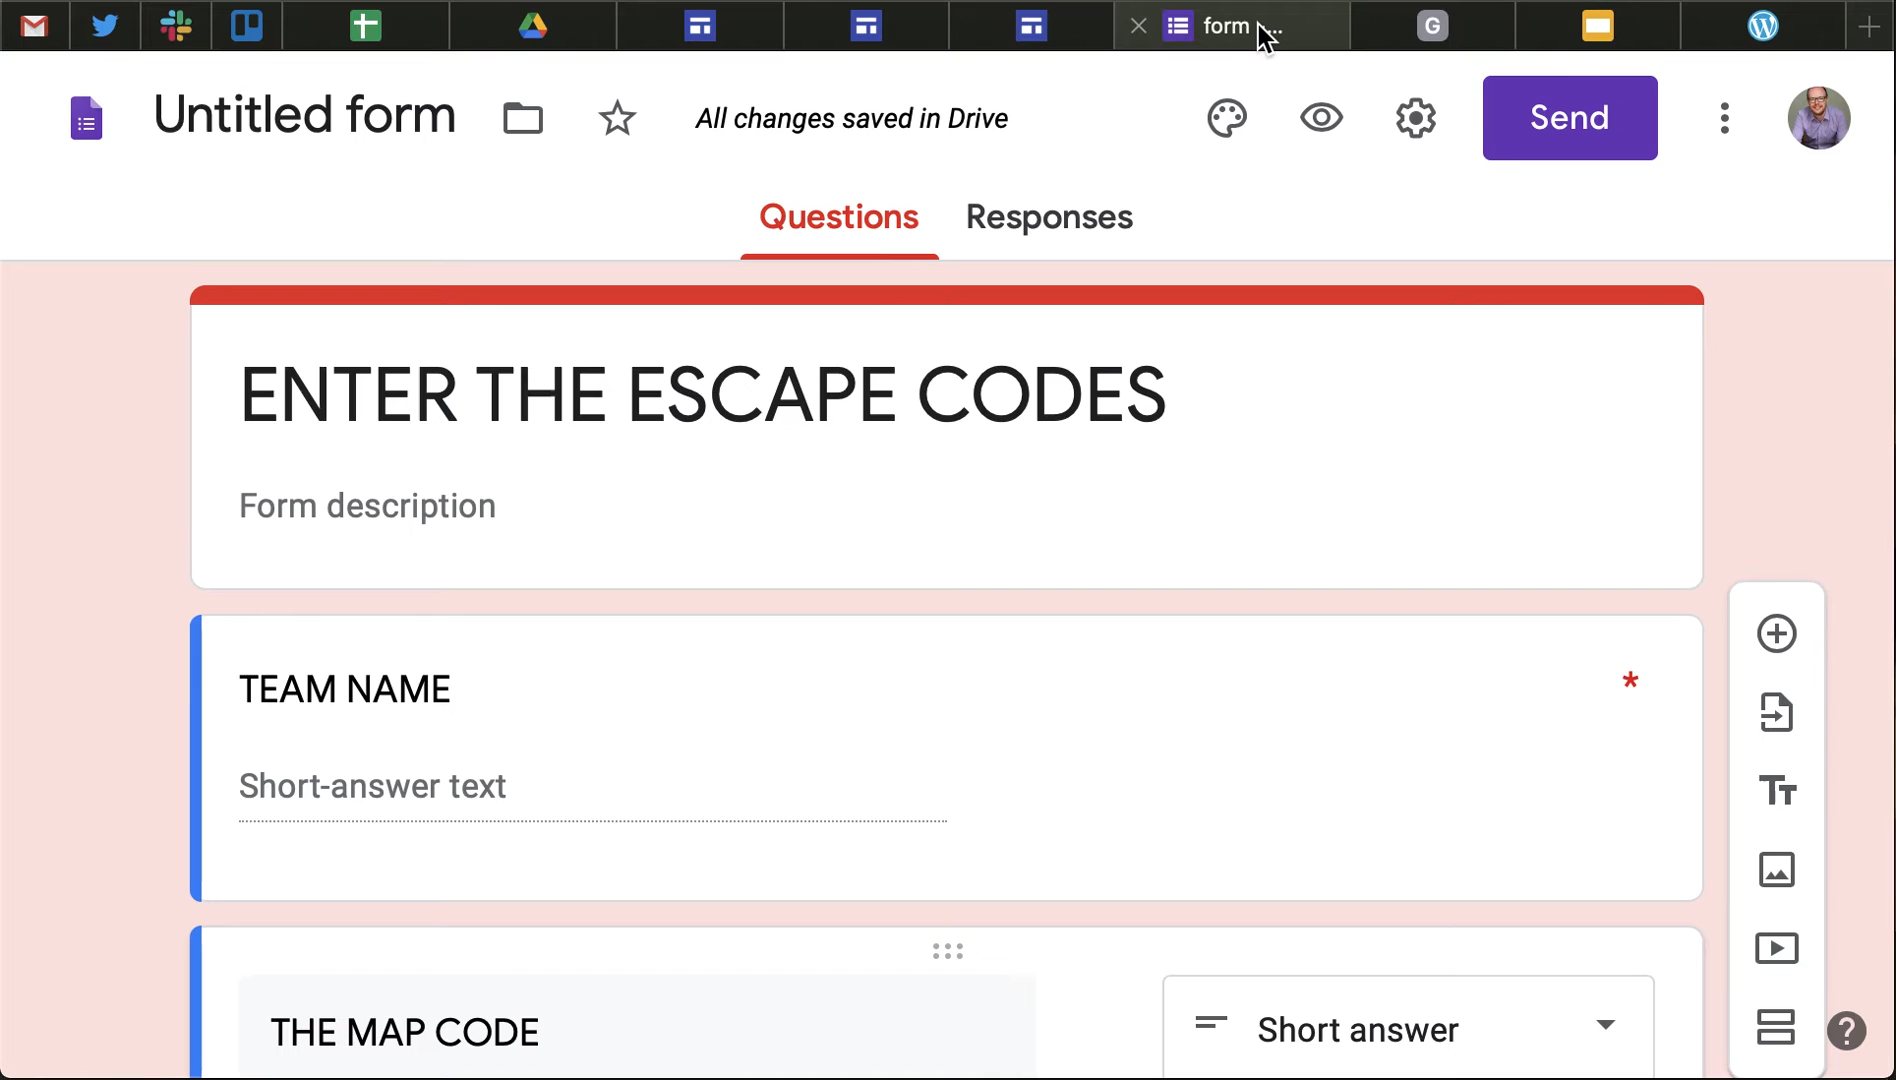 form ...
G
Untitled form
All changes saved in Drive
Send
Questions Responses
ENTER THE ESCAPE CODES
Form description
TEAM NAME *
Short-answer text
THE MAP CODE
Short answer
Tт
?